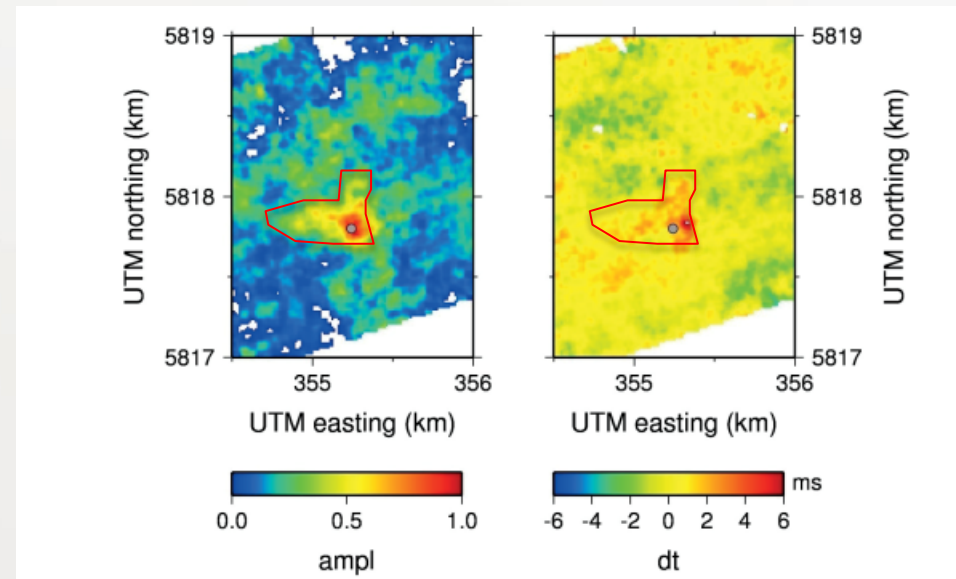 5819
5818
5817
UTM northing (km)
355 356
UTM easting (km)
0.0 0.5 1.0
ampl
5819
5818
5817
UTM northing (km)
355 356
UTM easting (km)
-6 -4 -2 0 2 4 6
ms
dt